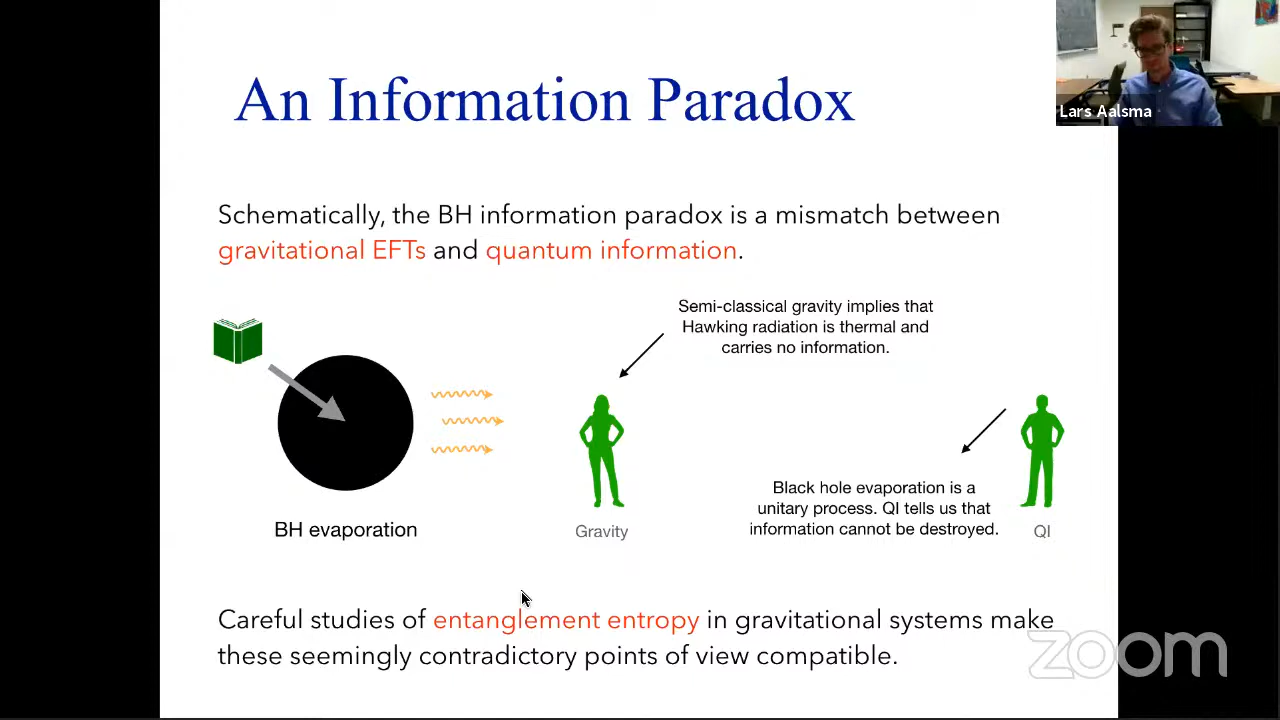 An Information Paradox
Lars Aalsma
Schematically, the BH information paradox is a mismatch between
gravitational EFTs and quantum information.
Semi-classical gravity implies that
Hawking radiation is thermal and
carries no information.
Black hole evaporation is a
unitary process. QI tells us that
information cannot be destroyed.
BH evaporation
Gravity
QI
Careful studies of entanglement entropy in gravitational systems make
these seemingly contradictory points of view compatible.
zoom